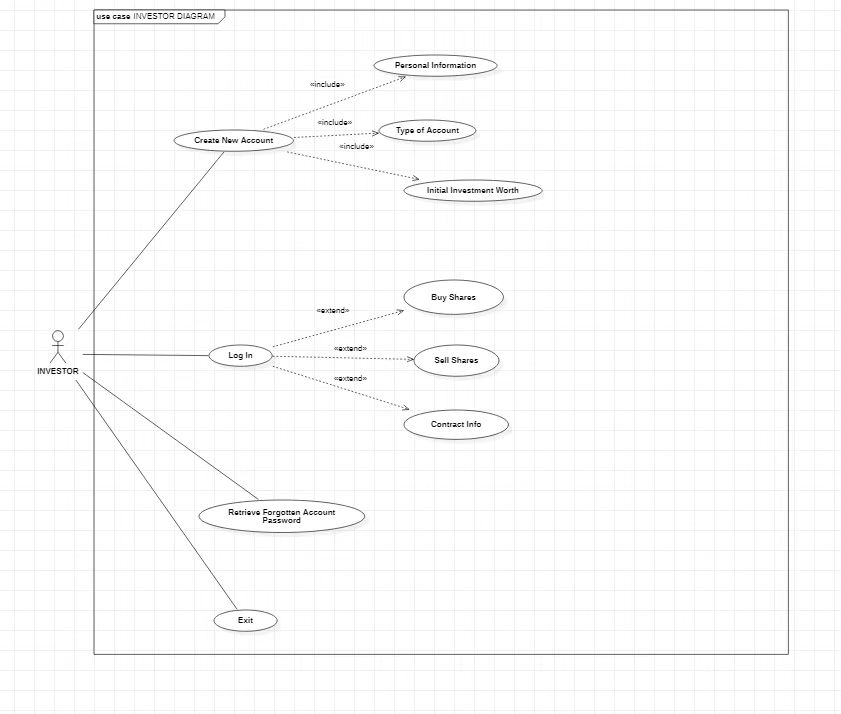 use case INVESTOR DIAGRAM
Personal Information
«include»
«include»
Type of Account
Create New Account
«include»
Initial Investment Worth
Buy Shares
«extend»
«extend»
Log In
Sell Shares
INVESTOR
«extend»
Contract Info
Retrieve Forgotten Account
Password
Exit